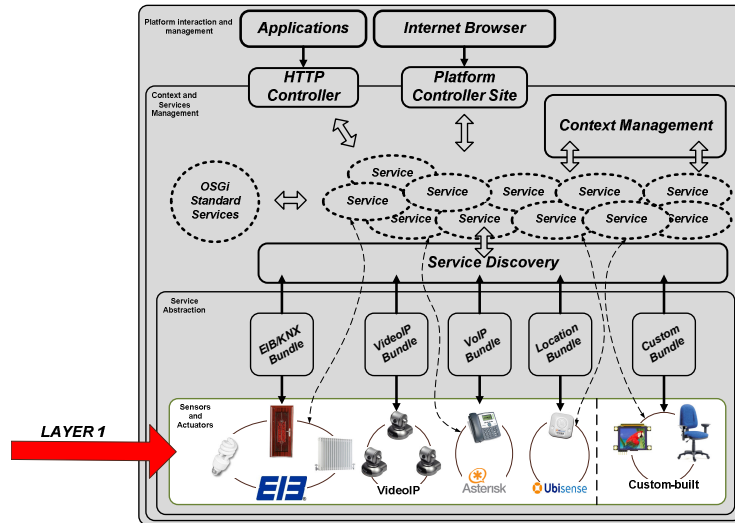 Platform interaction and
management
Applications
Internet Browser
HTTP
Controller
Platform
Controller Site
Context and
Services
Management
Context Management
OSGi
Standard
Services
Service
Service
Service
Service
Service
Service
Service
Service
Service
Service
Service
Service Discovery
Service
Abstraction
EIB/KNX
Bundle
VideoIP
Bundle
VoIP
Bundle
Location
Bundle
Custom
Bundle
Sensors and
Actuators
LAYER 1
EIB
VideoIP
Asterisk
Ubisense
Custom-built